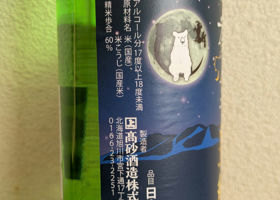 品目 日
製造者
高砂酒造株式
北海道旭川市宮下通17丁
0166-23-2251
アルコール分 17度以上18度未満
原材料名 米(国産)、
米こうじ(国産米)
精米歩合 60%